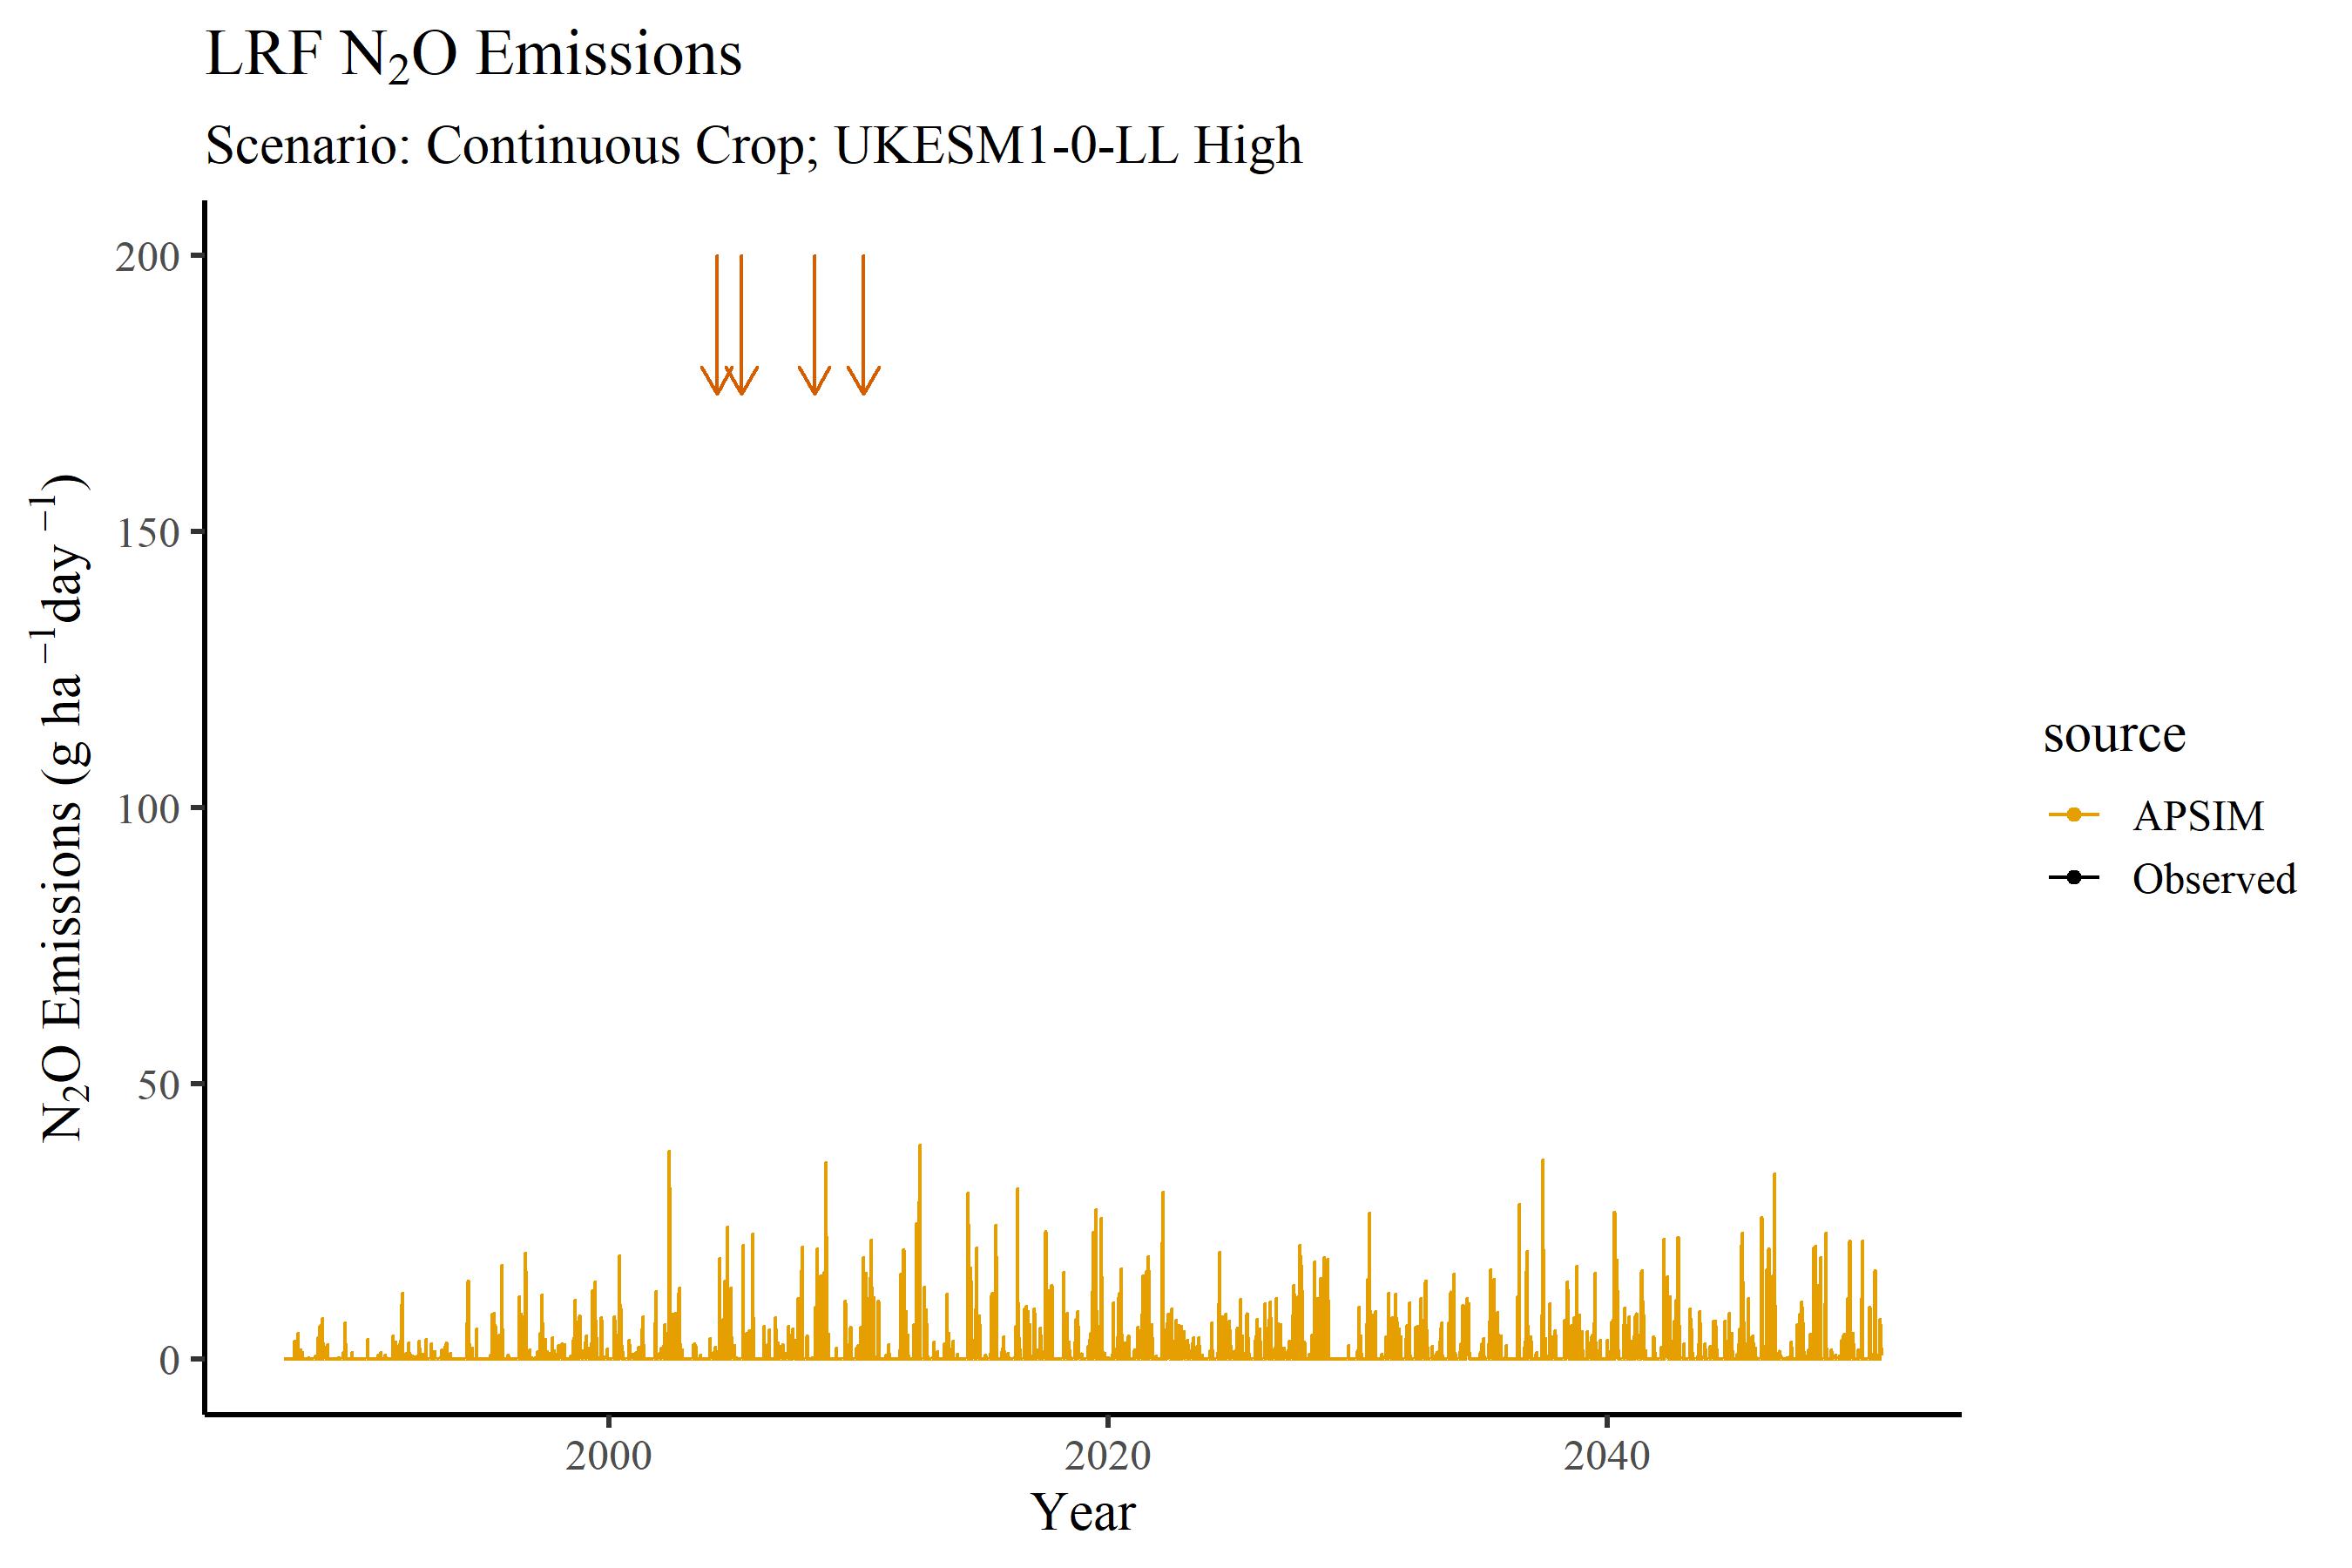 LRF N₂O Emissions
Scenario: Continuous Crop; UKESM1-0-LL High
N₂O Emissions (g ha ⁻¹day ⁻¹)
200
150
100
50
0
2000 2020 2040
Year
source
APSIM
Observed